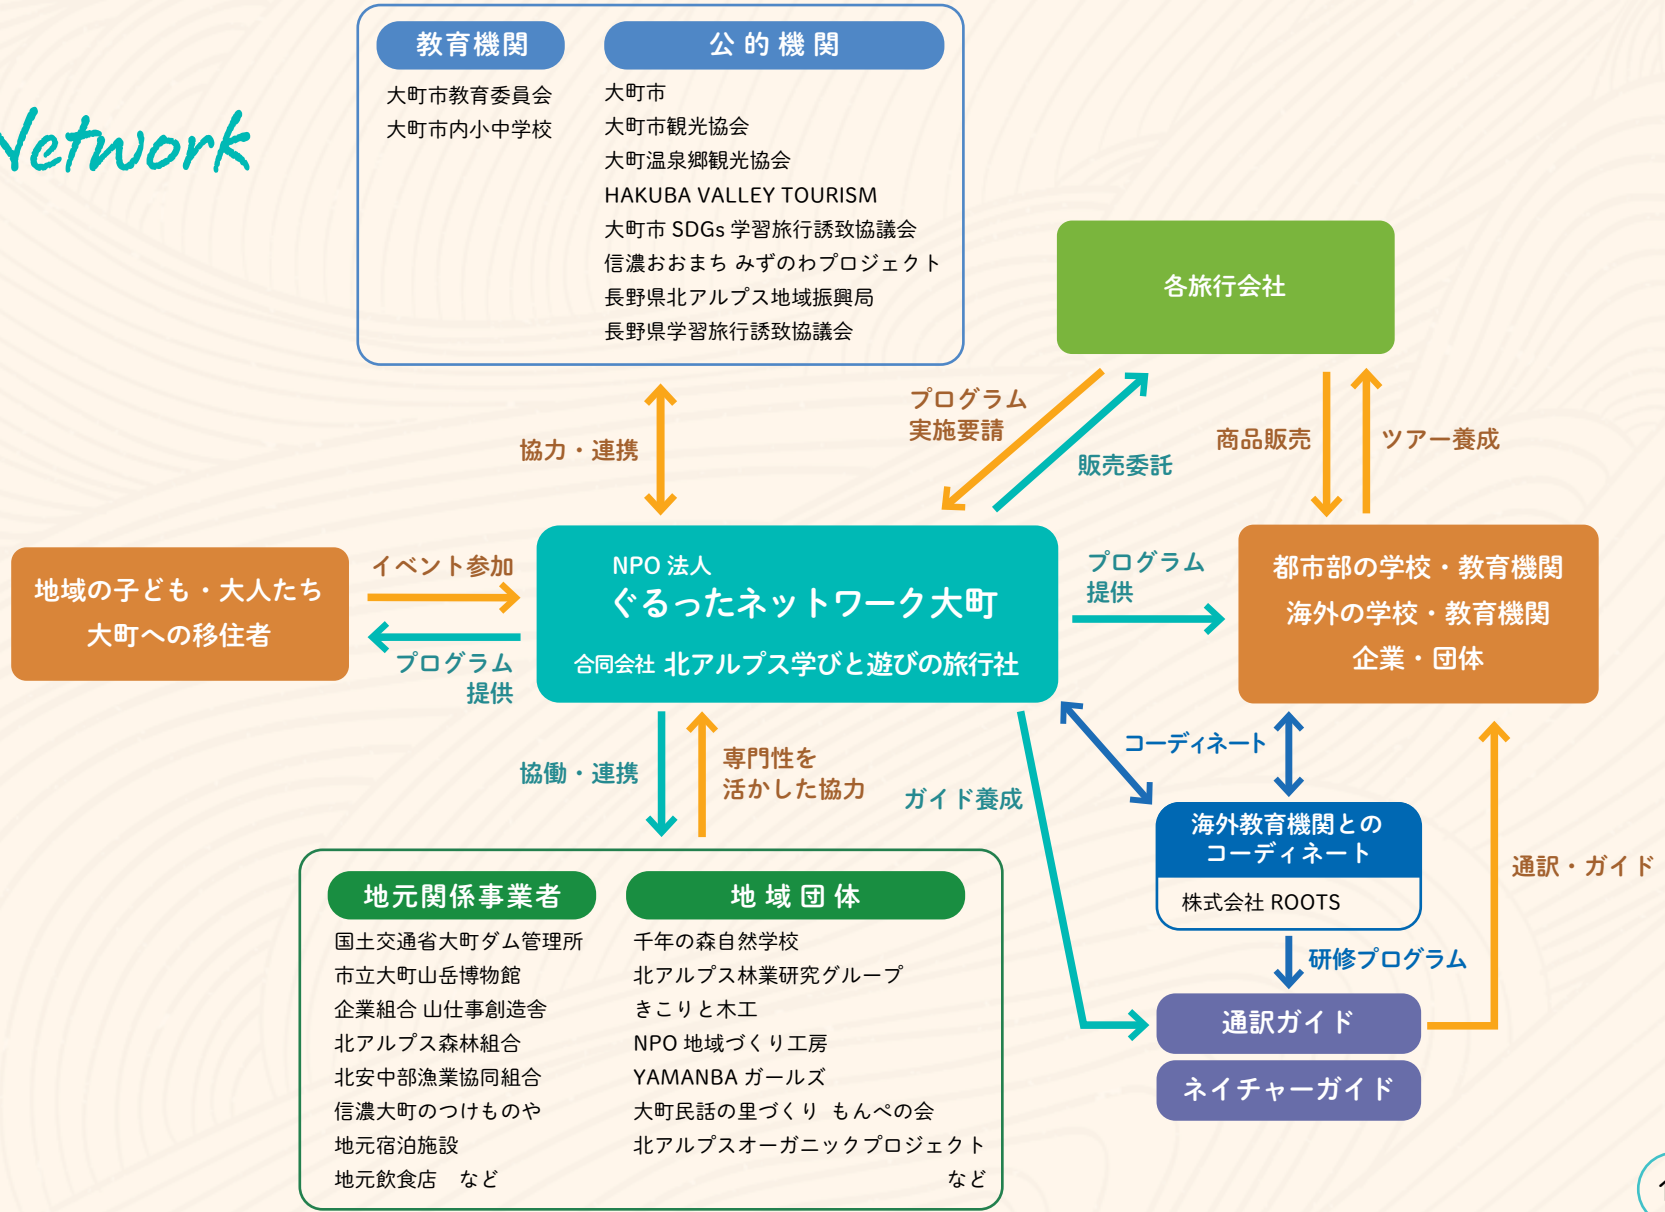 Network
教育機関
大町市教育委員会
大町市内小中学校
公的機関
大町市
大町市観光協会
大町温泉郷観光協会
HAKUBA VALLEY TOURISM
大町市 SDGs 学習旅行誘致協議会
信濃おおまち みずのわプロジェクト
長野県北アルプス地域振興局
長野県学習旅行誘致協議会
各旅行会社
協力・連携
プログラム
実施要請
販売委託
商品販売
ツアー養成
地域の子ども・大人たち
大町への移住者
イベント参加
プログラム
提供
NPO 法人
ぐるったネットワーク大町
合同会社 北アルプス学びと遊びの旅行社
プログラム
提供
都市部の学校・教育機関
海外の学校・教育機関
企業・団体
協働・連携
専門性を
活かした協力
ガイド養成
コーディネート
海外教育機関との
コーディネート
株式会社 ROOTS
通訳・ガイド
研修プログラム
通訳ガイド
ネイチャーガイド
地元関係事業者
国土交通省大町ダム管理所
市立大町山岳博物館
企業組合 山仕事創造舎
北アルプス森林組合
北安中部漁業協同組合
信濃大町のつけものや
地元宿泊施設
地元飲食店 など
地域団体
千年の森自然学校
北アルプス林業研究グループ
きこりと木工
NPO 地域づくり工房
YAMANBA ガールズ
大町民話の里づくり もんぺの会
北アルプスオーガニックプロジェクト
など